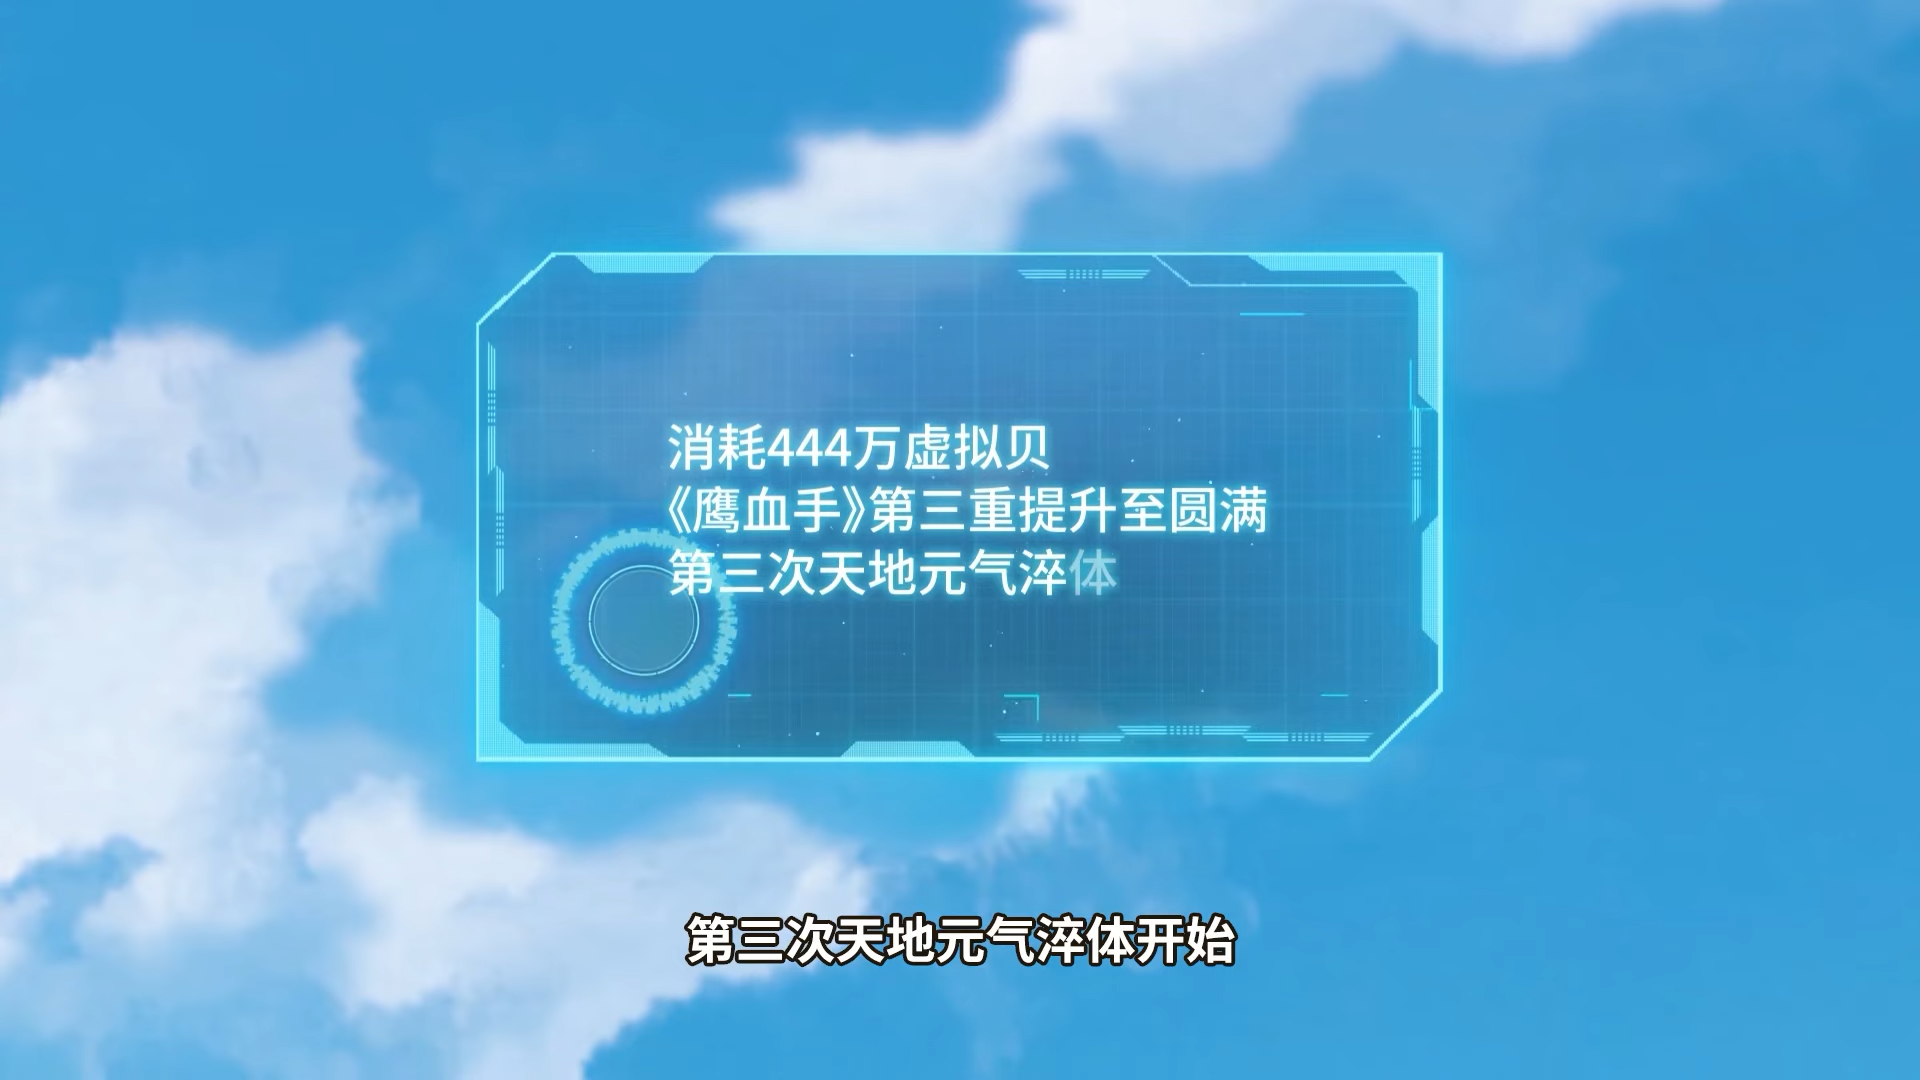 消耗444万虚拟贝
《鹰血手》第三重提升至圆满
第三次天地元气淬体
第三次天地元气淬体开始